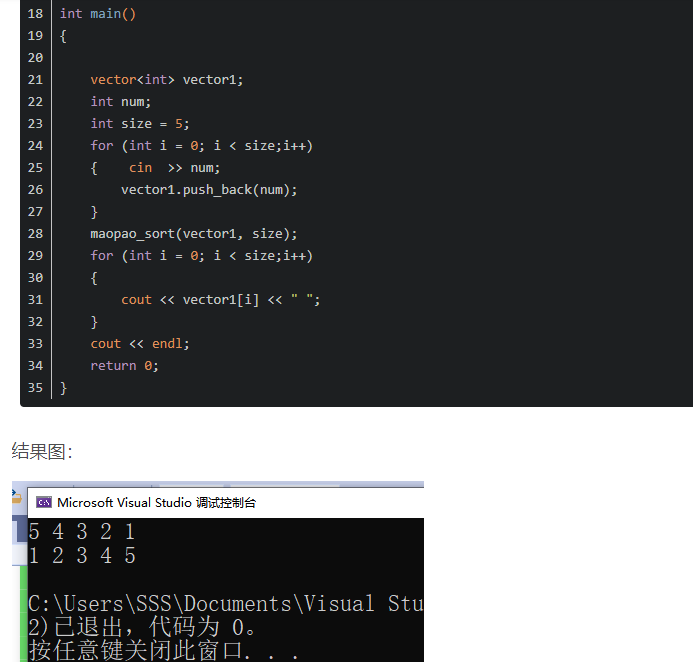 18 int main()
19 {
20
21     vector<int> vector1;
22     int num;
23     int size = 5;
24     for (int i = 0; i < size;i++)
25     {    cin  >> num;
26         vector1.push_back(num);
27     }
28     maopao_sort(vector1, size);
29     for (int i = 0; i < size;i++)
30     {
31         cout << vector1[i] << " ";
32     }
33     cout << endl;
34     return 0;
35 }
结果图：
Microsoft Visual Studio 调试控制台
5 4 3 2 1
1 2 3 4 5
C:\Users\SSS\Documents\Visual Stu
2)已退出，代码为 0。
按任意键关闭此窗口. . .